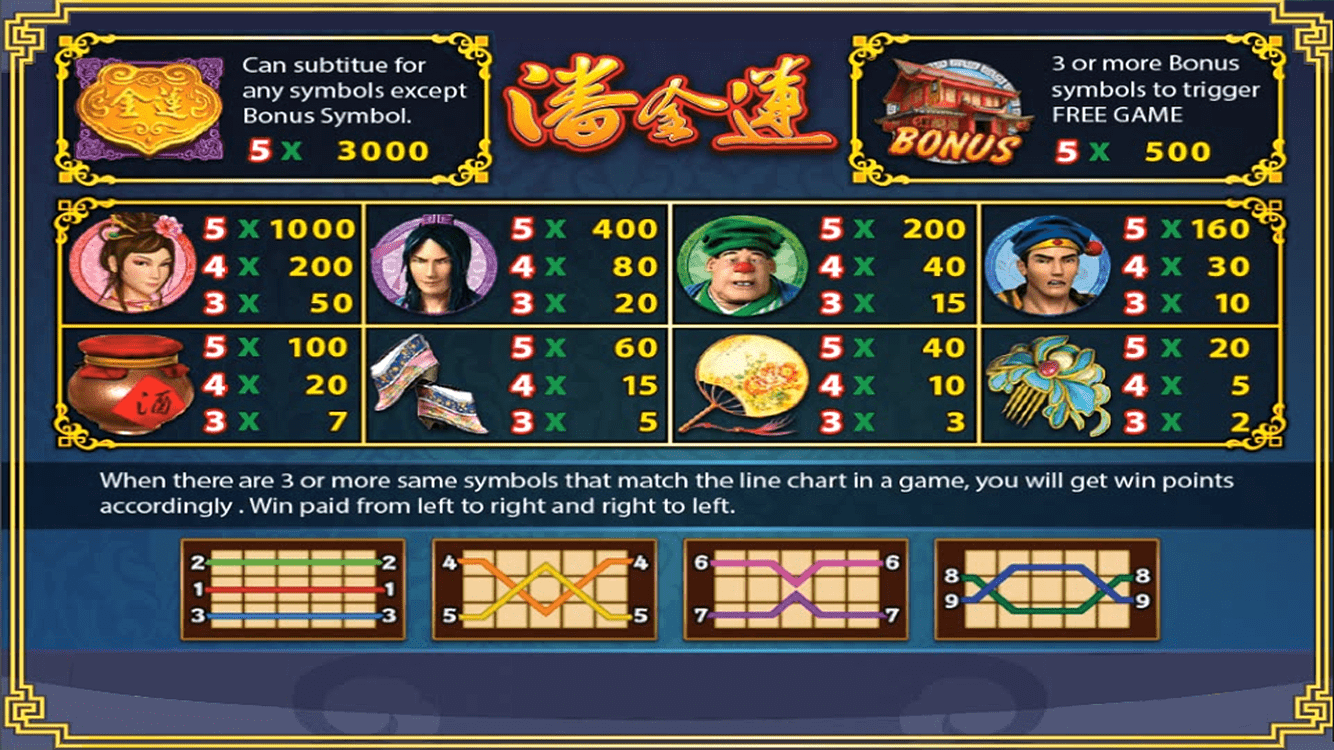 Can subtitue for
any symbols except
Bonus Symbol.
5 X 3000
金蓮
潘金蓮
3 or more Bonus
symbols to trigger
FREE GAME
5 X 500
BONUS
5 X 1000
4 X 200
3 X 50
5 X 400
4 X 80
3 X 20
5 X 200
4 X 40
3 X 15
5 X 160
4 X 30
3 X 10
酒
5 X 100
4 X 20
3 X 7
5 X 60
4 X 15
3 X 5
5 X 40
4 X 10
3 X 3
5 X 20
4 X 5
3 X 2
When there are 3 or more same symbols that match the line chart in a game, you will get win points
accordingly . Win paid from left to right and right to left.
2 2
1 1
3 3
4 4
5 5
6 6
7 7
8 8
9 9